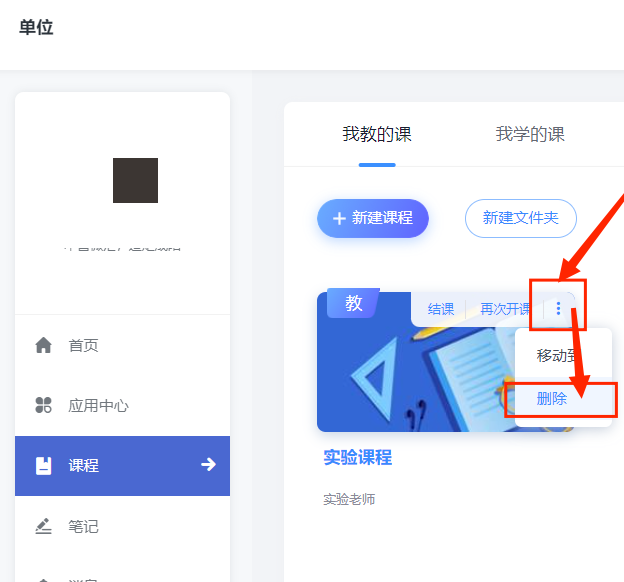 单位
我教的课 我学的课
新建课程 新建文件夹
教 结课 再次开课
移动到
删除
实验课程
实验老师
首页
应用中心
课程
笔记